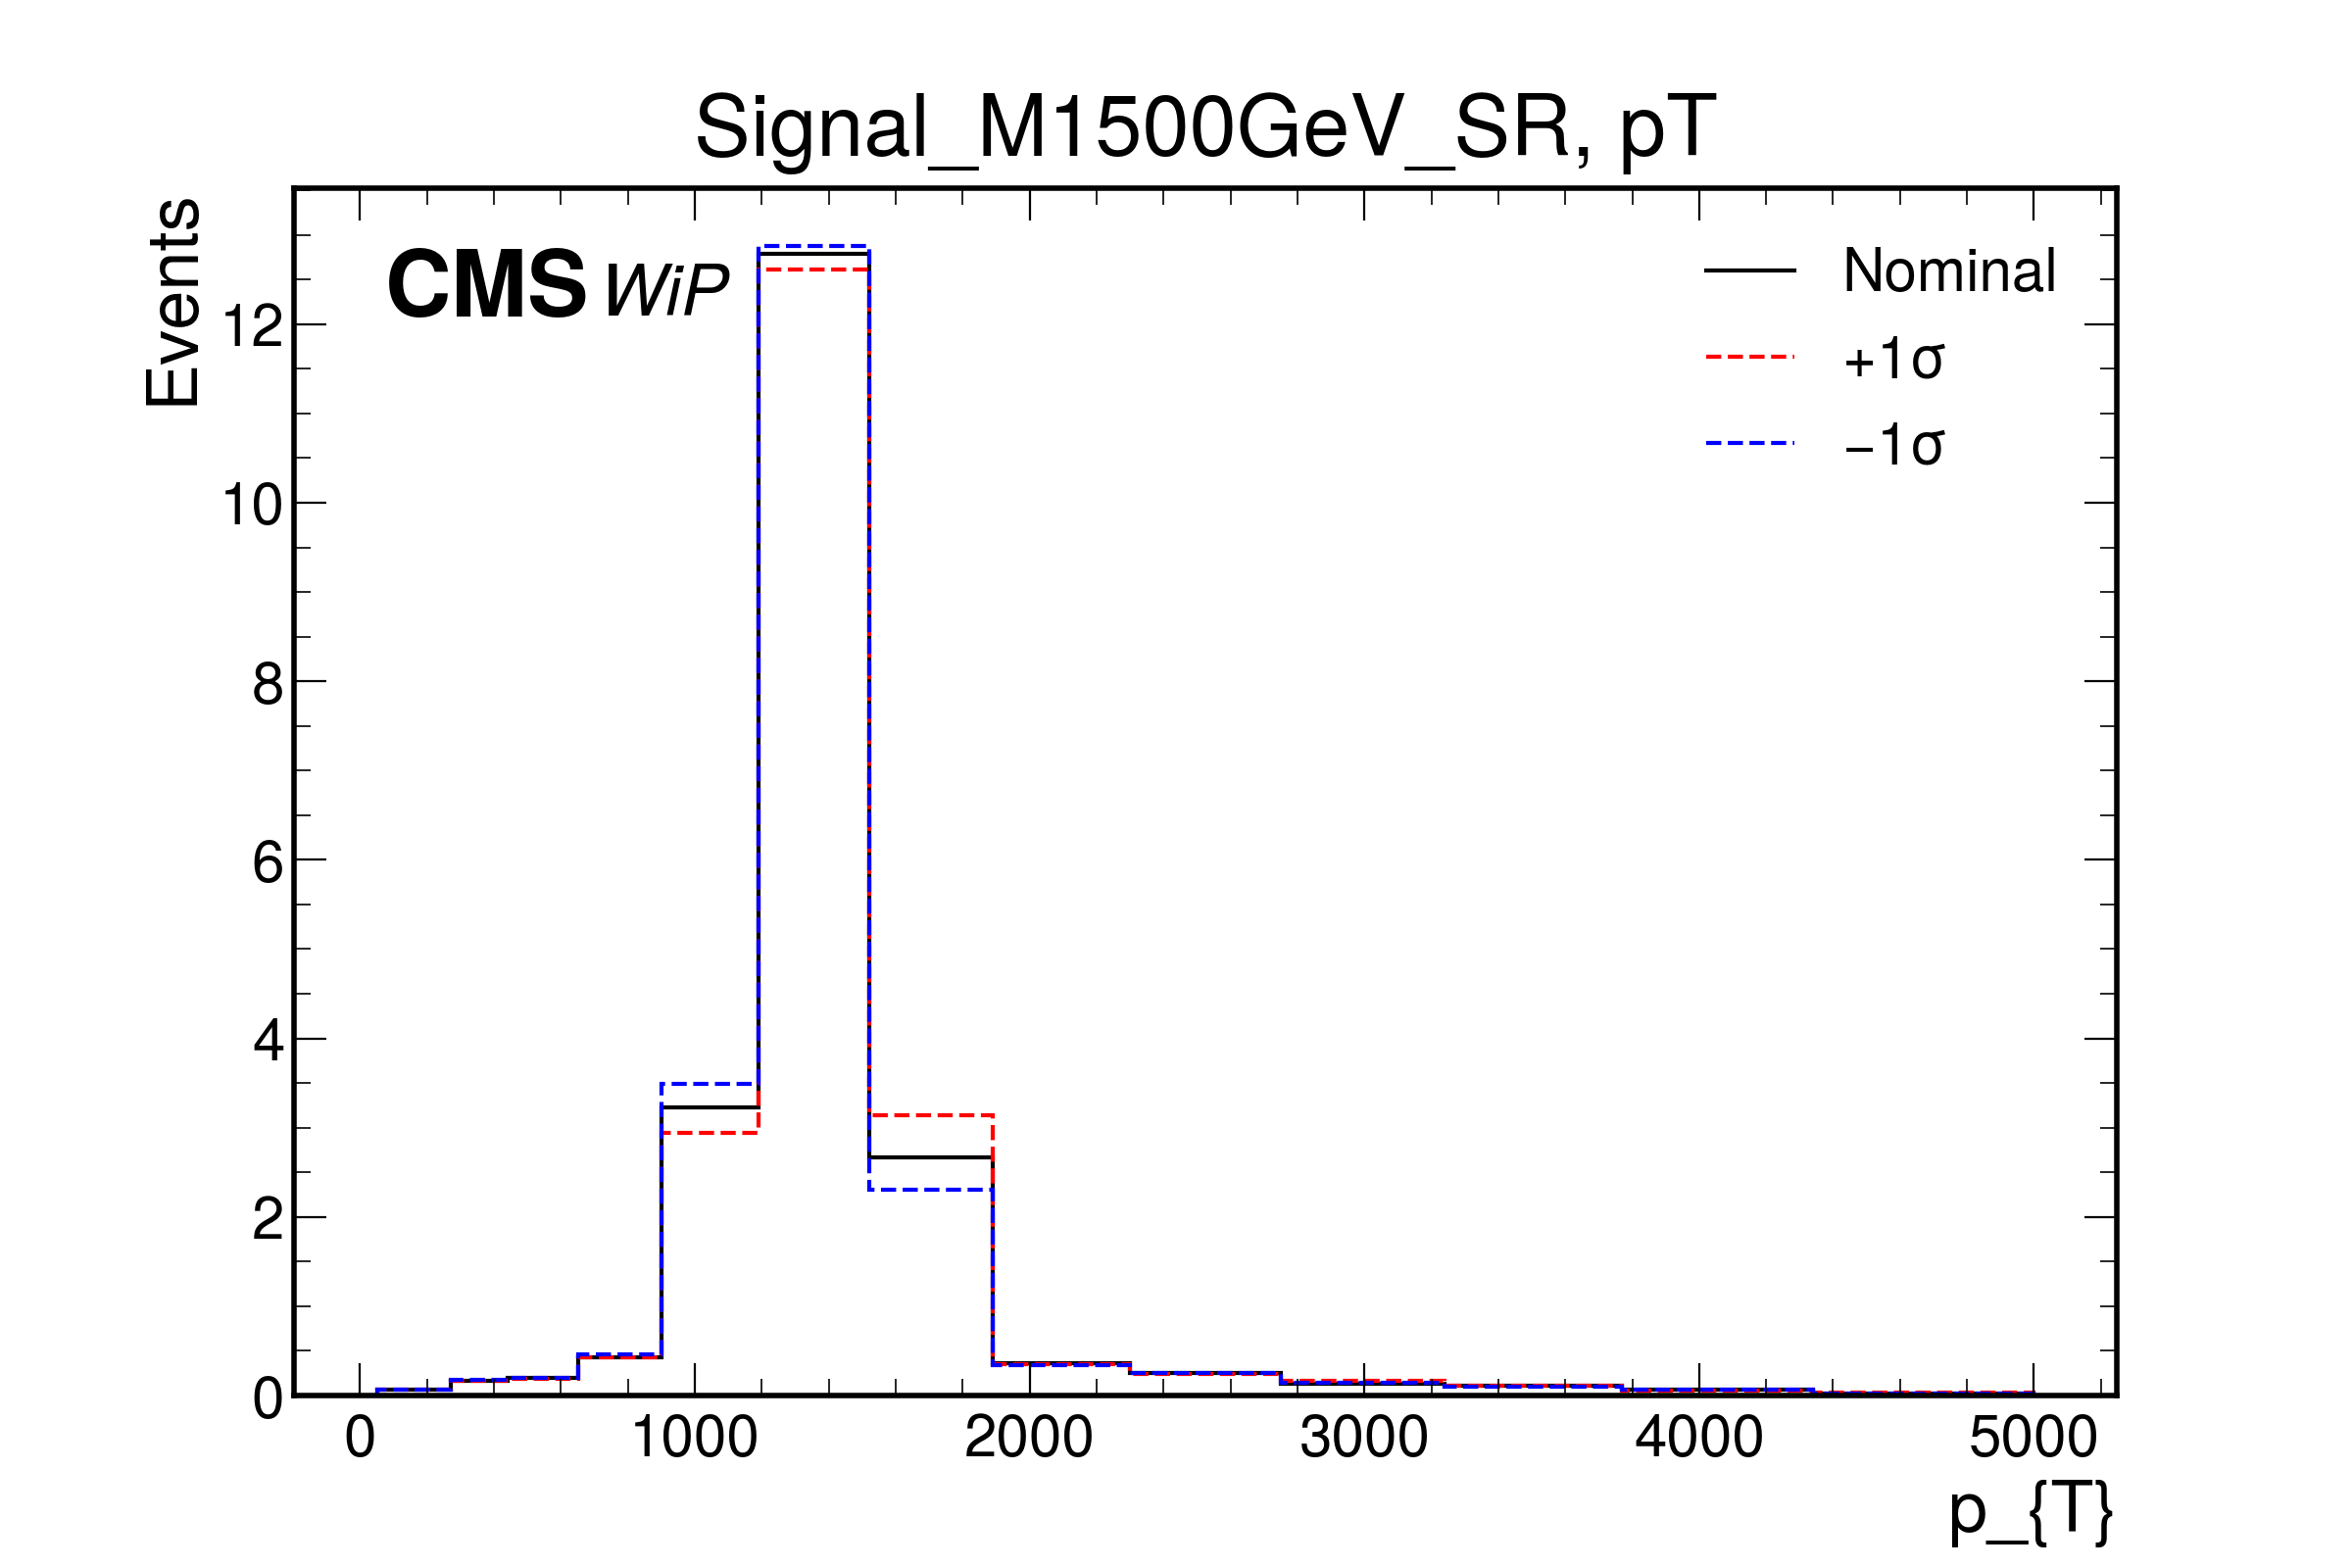 Signal_M1500GeV_SR, pT
Events
CMS WiP
Nominal
+1σ
−1σ
12
10
8
6
4
2
0
0 1000 2000 3000 4000 5000
p_{T}